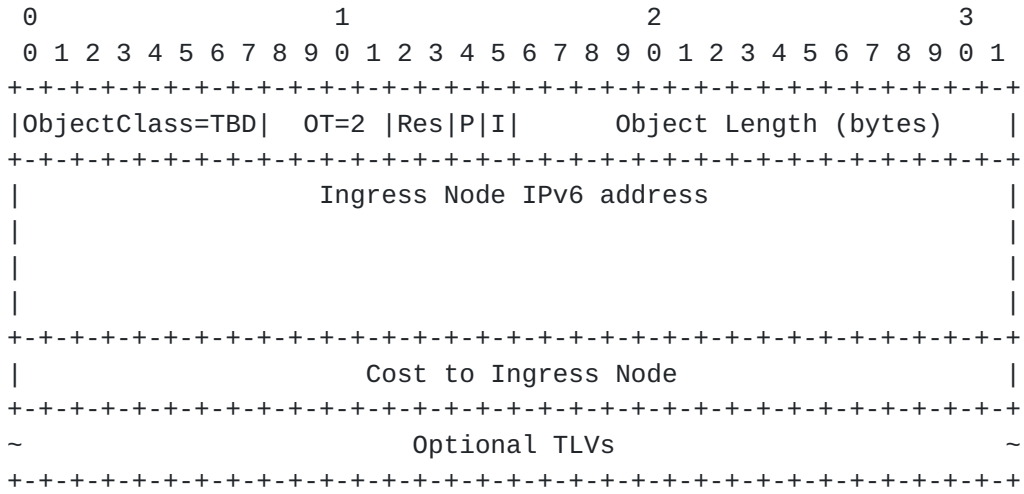 0                   1                   2                   3
 0 1 2 3 4 5 6 7 8 9 0 1 2 3 4 5 6 7 8 9 0 1 2 3 4 5 6 7 8 9 0 1
+-+-+-+-+-+-+-+-+-+-+-+-+-+-+-+-+-+-+-+-+-+-+-+-+-+-+-+-+-+-+-+-+
|ObjectClass=TBD|  OT=2 |Res|P|I|      Object Length (bytes)    |
+-+-+-+-+-+-+-+-+-+-+-+-+-+-+-+-+-+-+-+-+-+-+-+-+-+-+-+-+-+-+-+-+
|                   Ingress Node IPv6 address                   |
|                                                               |
|                                                               |
|                                                               |
+-+-+-+-+-+-+-+-+-+-+-+-+-+-+-+-+-+-+-+-+-+-+-+-+-+-+-+-+-+-+-+-+
|                      Cost to Ingress Node                     |
+-+-+-+-+-+-+-+-+-+-+-+-+-+-+-+-+-+-+-+-+-+-+-+-+-+-+-+-+-+-+-+-+
~                         Optional TLVs                         ~
+-+-+-+-+-+-+-+-+-+-+-+-+-+-+-+-+-+-+-+-+-+-+-+-+-+-+-+-+-+-+-+-+